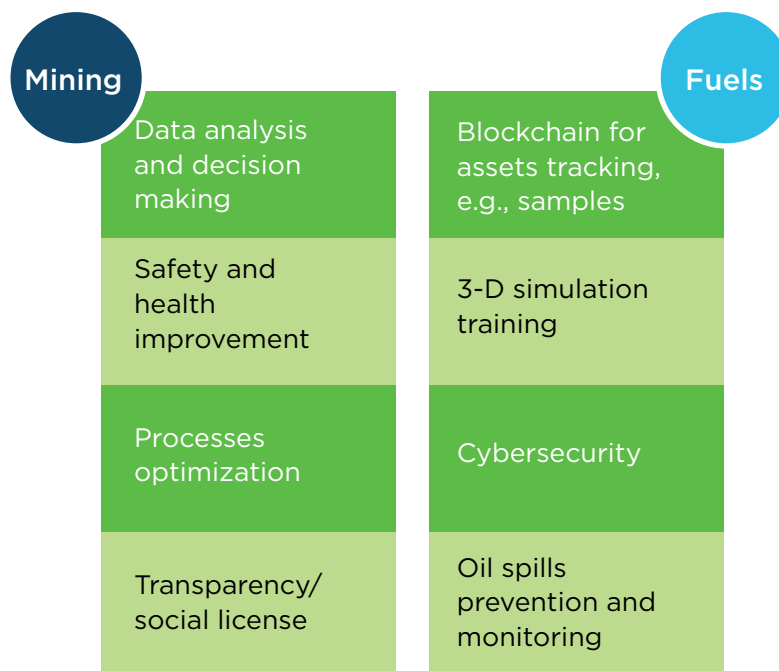 Mining
Data analysis
and decision
making
Safety and
health
improvement
Processes
optimization
Transparency/
social license
Fuels
Blockchain for
assets tracking,
e.g., samples
3-D simulation
training
Cybersecurity
Oil spills
prevention and
monitoring